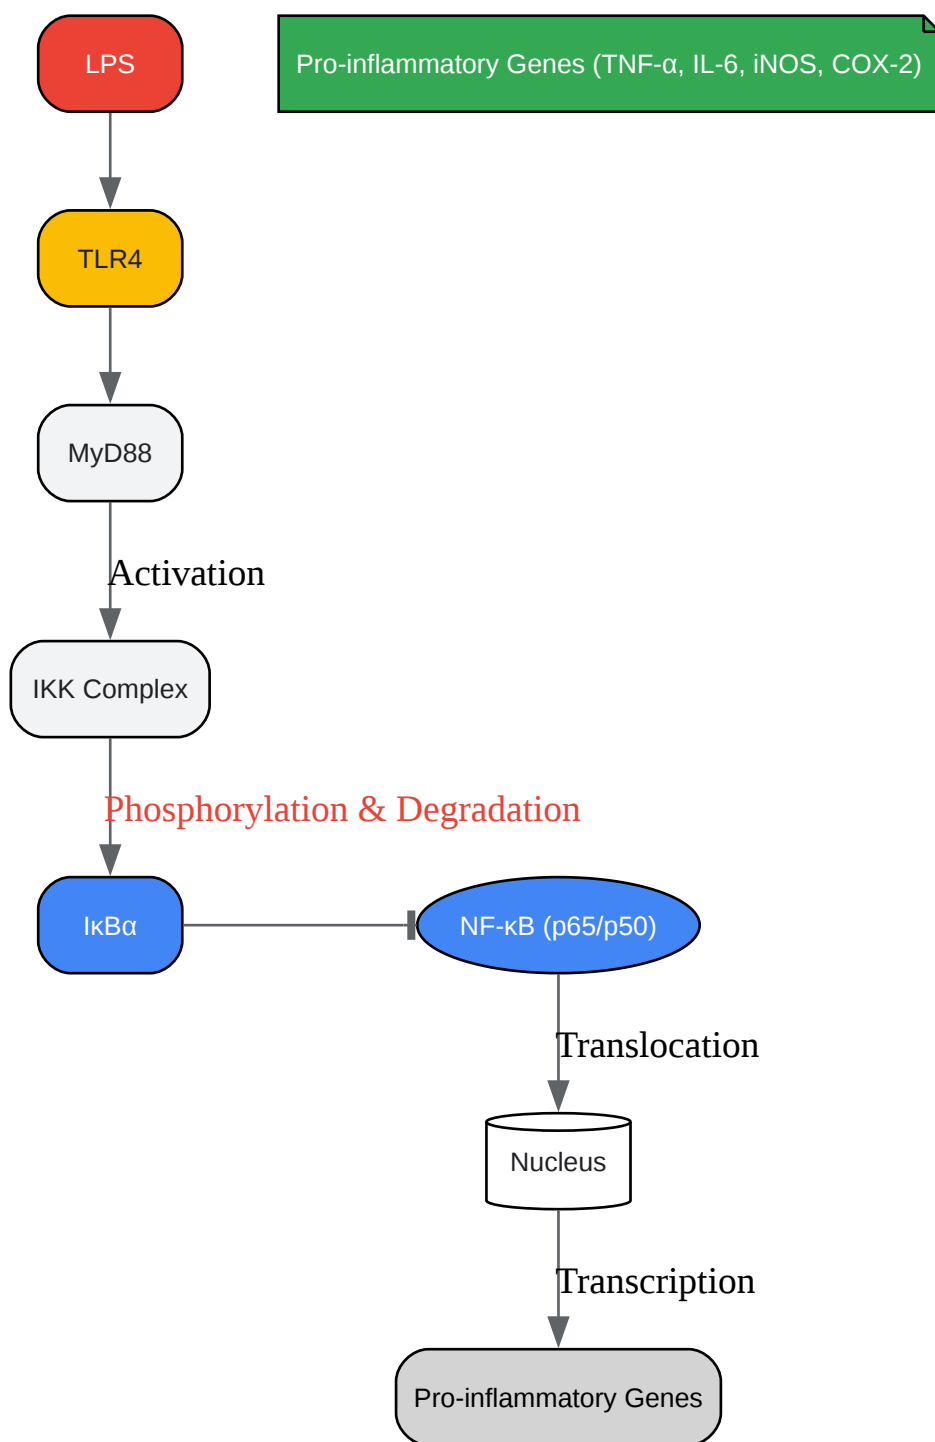 LPS
Pro-inflammatory Genes (TNF-α, IL-6, iNOS, COX-2)
TLR4
MyD88
Activation
IKK Complex
Phosphorylation & Degradation
IκBα
NF-κB (p65/p50)
Translocation
Nucleus
Transcription
Pro-inflammatory Genes